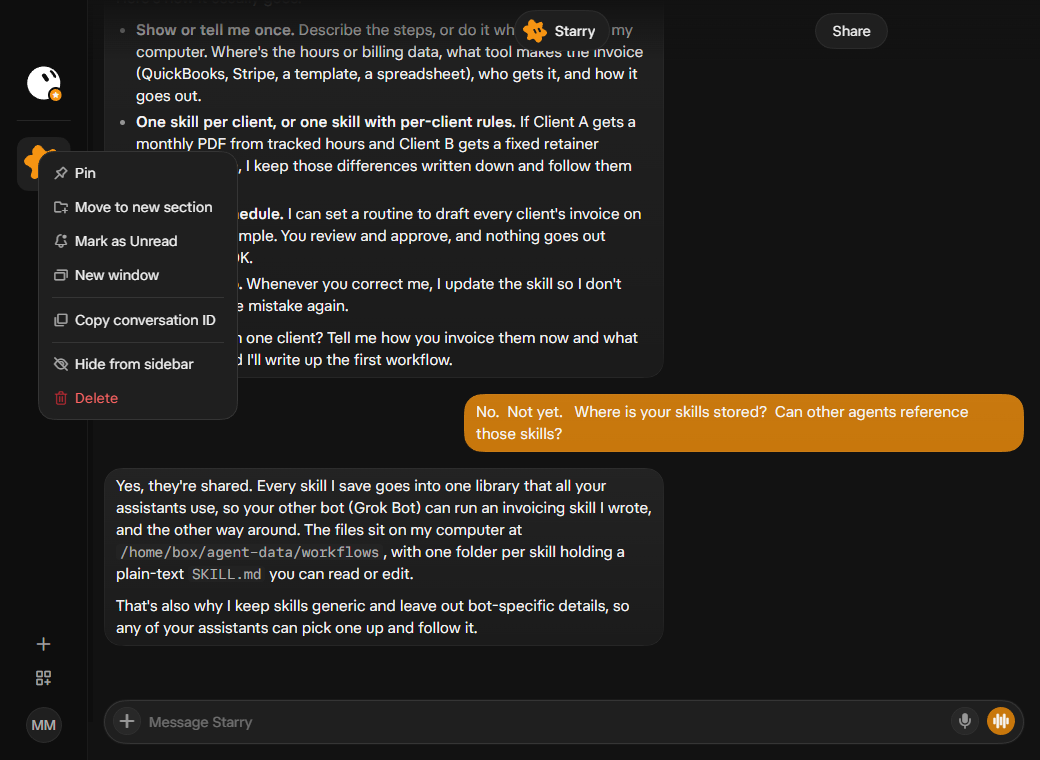 Starry
Share
Show or tell me once. Describe the steps, or do it wh my
computer. Where's the hours or billing data, what tool makes the invoice
(QuickBooks, Stripe, a template, a spreadsheet), who gets it, and how it
goes out.
One skill per client, or one skill with per-client rules. If Client A gets a
monthly PDF from tracked hours and Client B gets a fixed retainer
, I keep those differences written down and follow them
edule. I can set a routine to draft every client's invoice on
mple. You review and approve, and nothing goes out
OK.
. Whenever you correct me, I update the skill so I don't
e mistake again.
n one client? Tell me how you invoice them now and what
d I'll write up the first workflow.
Pin
Move to new section
Mark as Unread
New window
Copy conversation ID
Hide from sidebar
Delete
No. Not yet. Where is your skills stored? Can other agents reference
those skills?
Yes, they're shared. Every skill I save goes into one library that all your
assistants use, so your other bot (Grok Bot) can run an invoicing skill I wrote,
and the other way around. The files sit on my computer at
/home/box/agent-data/workflows, with one folder per skill holding a
plain-text SKILL.md you can read or edit.
That's also why I keep skills generic and leave out bot-specific details, so
any of your assistants can pick one up and follow it.
MM
Message Starry